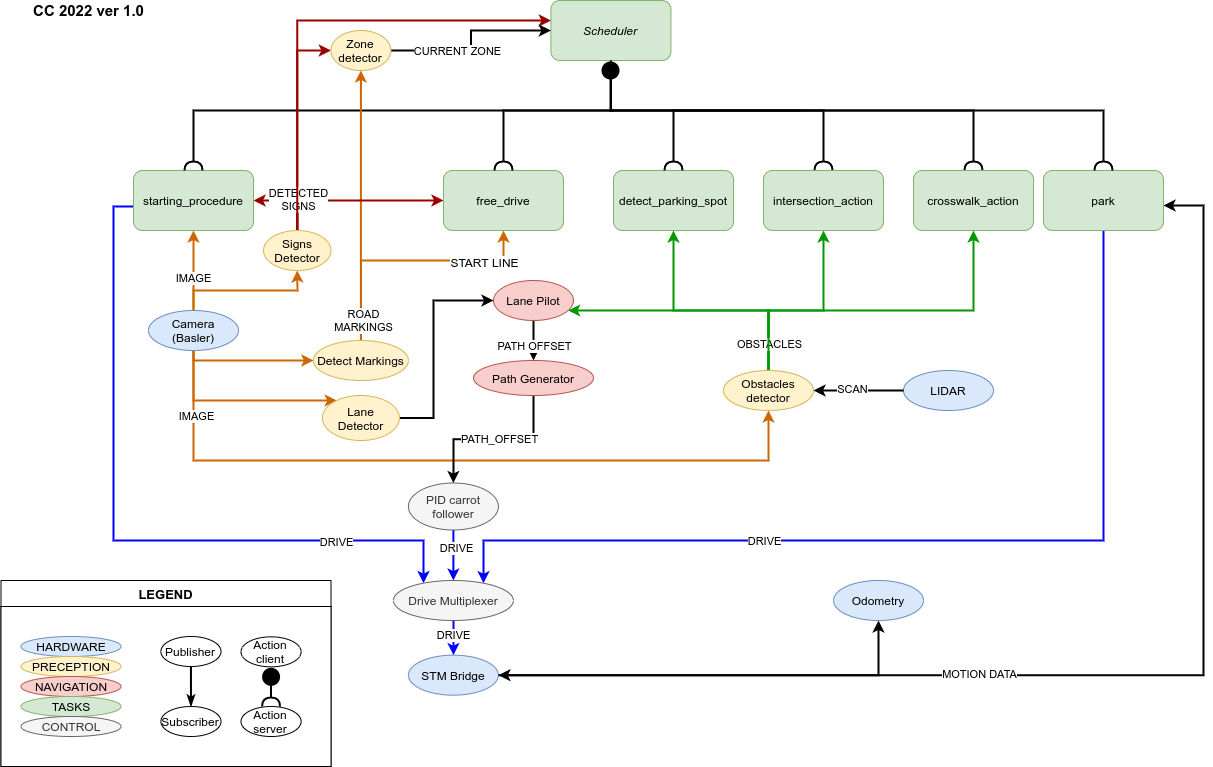 CC 2022 ver 1.0
Scheduler
Zone
detector
CURRENT ZONE
starting_procedure
DETECTED
SIGNS
free_drive
detect_parking_spot
intersection_action
crosswalk_action
park
Signs
Detector
START LINE
IMAGE
Lane Pilot
Camera
(Basler)
ROAD
MARKINGS
PATH OFFSET
OBSTACLES
Detect Markings
Path Generator
Obstacles
detector
SCAN
LIDAR
IMAGE
Lane
Detector
PATH_OFFSET
PID carrot
follower
DRIVE
DRIVE
DRIVE
Drive Multiplexer
Odometry
DRIVE
STM Bridge
MOTION DATA
LEGEND
HARDWARE
PRECEPTION
NAVIGATION
TASKS
CONTROL
Publisher
Subscriber
Action
client
Action
server